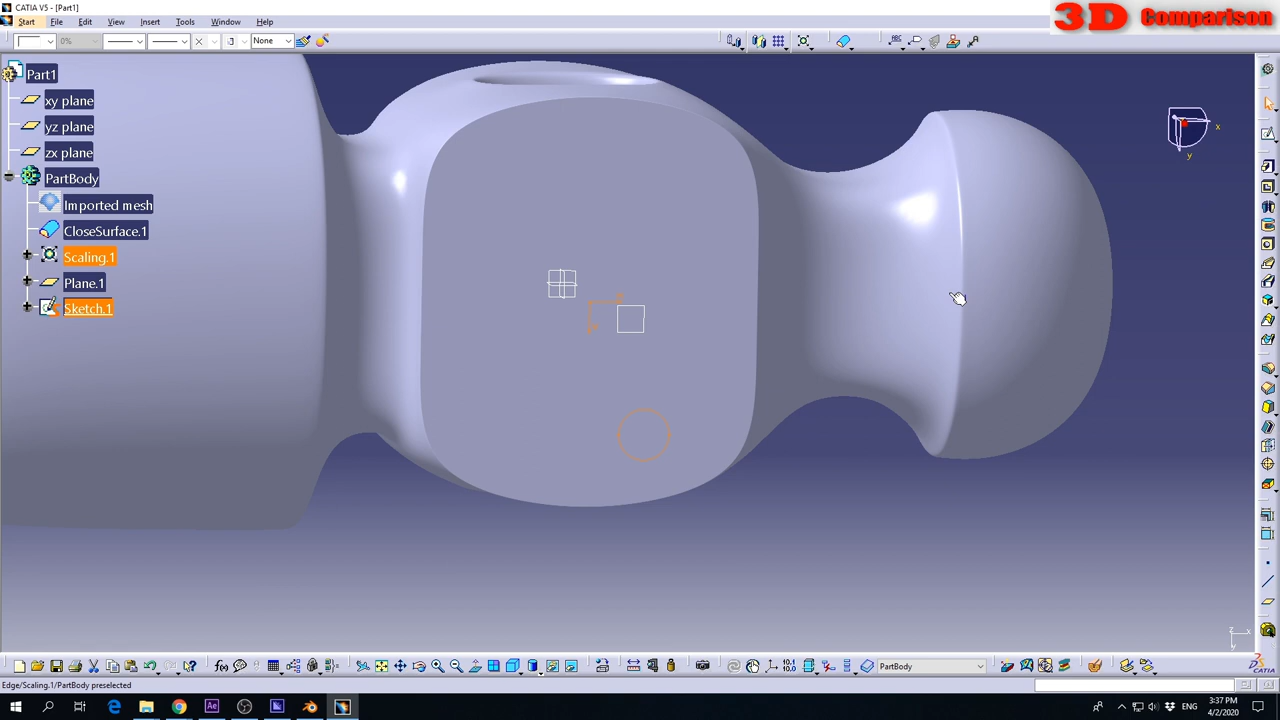 CATIA V5 - [Part1]
3D Comparison
Start File Edit View Insert Tools Window Help
0% None
Part1
xy plane
yz plane
zx plane
PartBody
Imported mesh
CloseSurface.1
Scaling.1
Plane.1
Sketch.1
x
y
z x
y
PartBody
Edge/Scaling.1/PartBody preselected
ENG
3:37 PM
4/2/2020